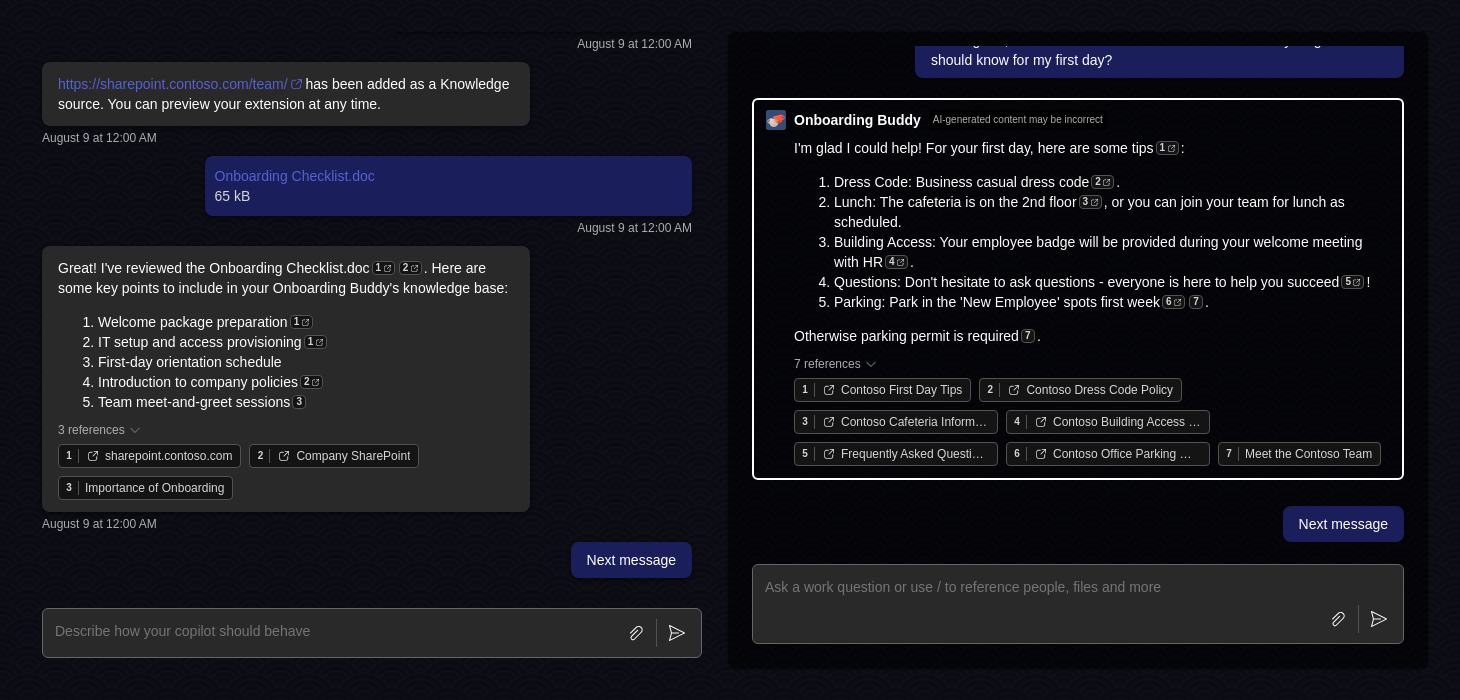 August 9 at 12:00 AM
https://sharepoint.contoso.com/team/ has been added as a Knowledge
source. You can preview your extension at any time.
August 9 at 12:00 AM
Onboarding Checklist.doc
65 kB
August 9 at 12:00 AM
Great! I've reviewed the Onboarding Checklist.doc 1 2 . Here are
some key points to include in your Onboarding Buddy's knowledge base:
1. Welcome package preparation 1
2. IT setup and access provisioning 1
3. First-day orientation schedule
4. Introduction to company policies 2
5. Team meet-and-greet sessions 3
3 references
1 sharepoint.contoso.com 2 Company SharePoint
3 Importance of Onboarding
August 9 at 12:00 AM
Next message
Describe how your copilot should behave
should know for my first day?
Onboarding Buddy AI-generated content may be incorrect
I'm glad I could help! For your first day, here are some tips 1 :
1. Dress Code: Business casual dress code 2 .
2. Lunch: The cafeteria is on the 2nd floor 3 , or you can join your team for lunch as
scheduled.
3. Building Access: Your employee badge will be provided during your welcome meeting
with HR 4 .
4. Questions: Don't hesitate to ask questions - everyone is here to help you succeed 5 !
5. Parking: Park in the 'New Employee' spots first week 6 7 .
Otherwise parking permit is required 7 .
7 references
1 Contoso First Day Tips 2 Contoso Dress Code Policy
3 Contoso Cafeteria Inform… 4 Contoso Building Access …
5 Frequently Asked Questi… 6 Contoso Office Parking … 7 Meet the Contoso Team
Next message
Ask a work question or use / to reference people, files and more